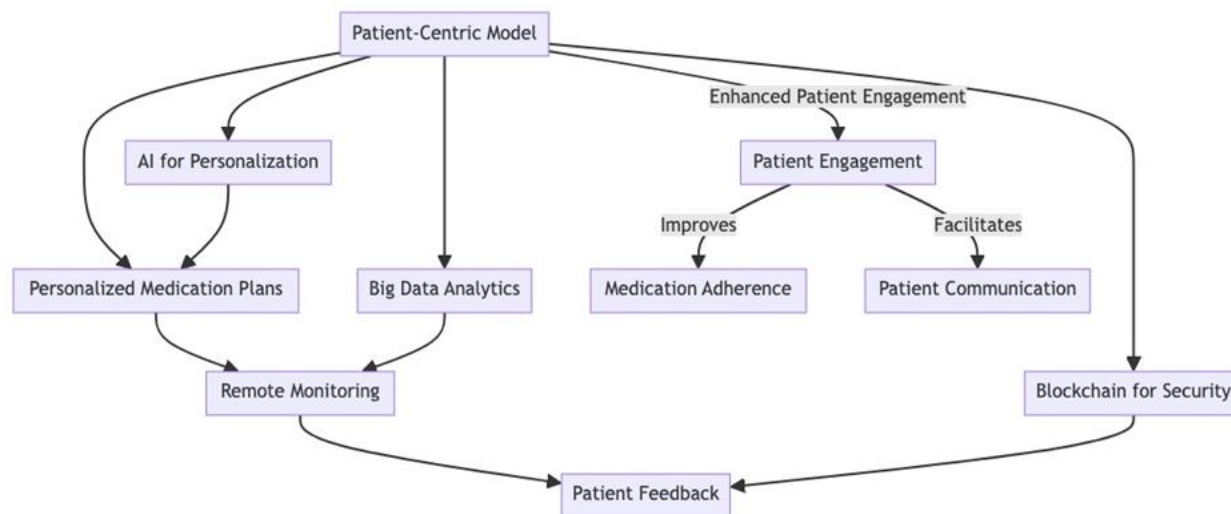 Patient-Centric Model
Enhanced Patient Engagement
AI for Personalization
Patient Engagement
Improves
Facilitates
Personalized Medication Plans
Big Data Analytics
Medication Adherence
Patient Communication
Remote Monitoring
Blockchain for Security
Patient Feedback